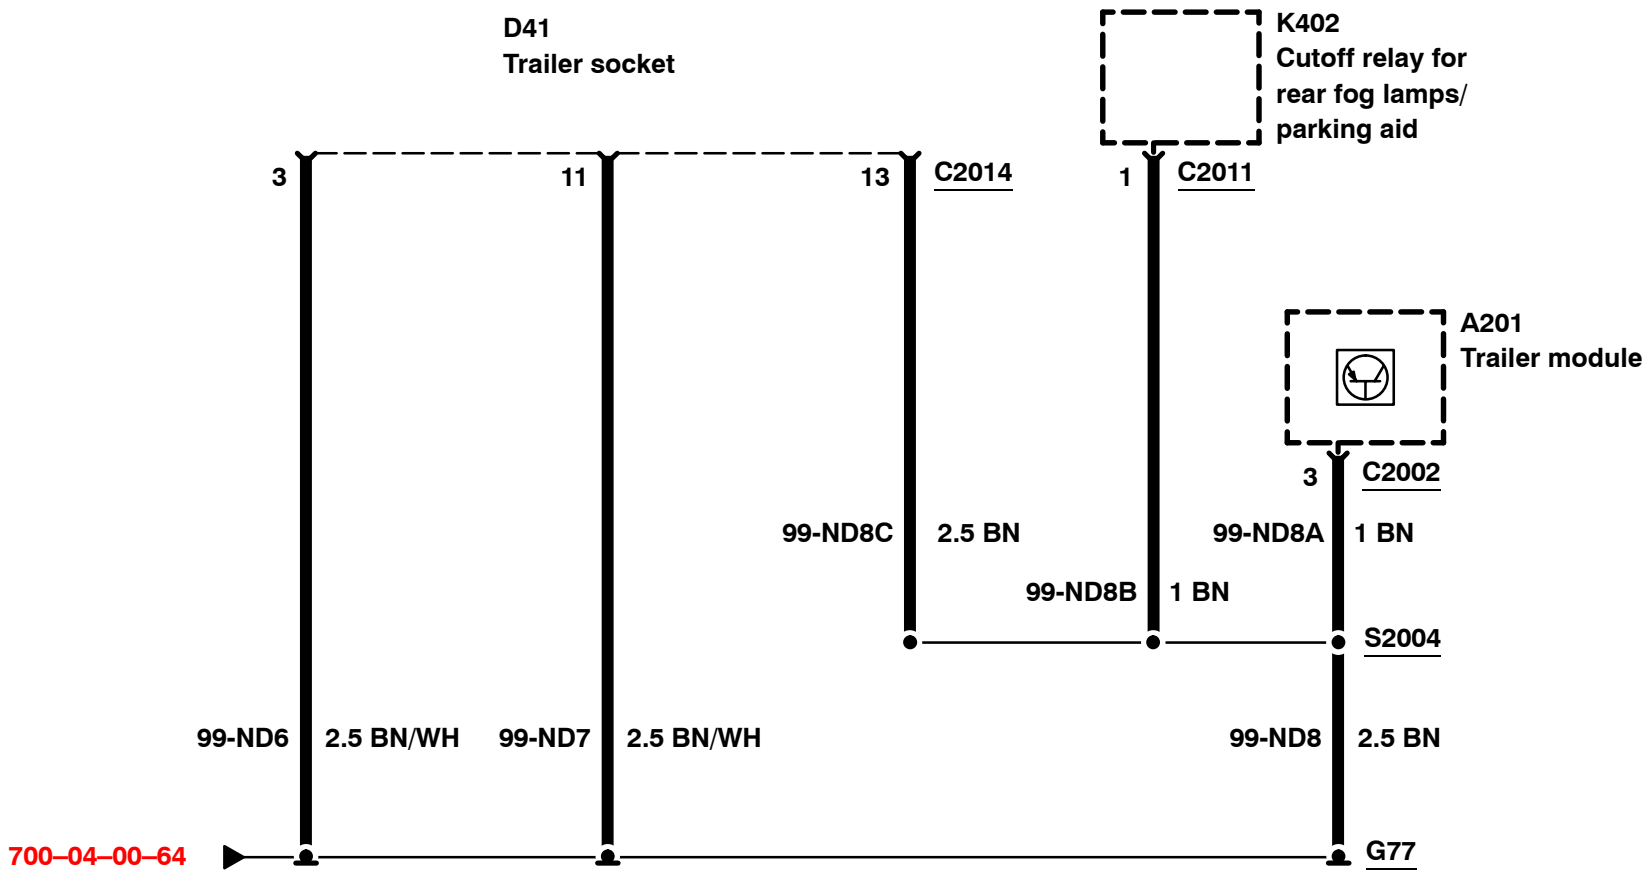 D41
Trailer socket
K402
Cutoff relay for
rear fog lamps/
parking aid
3
11
13
C2014
1
C2011
A201
Trailer module
3
C2002
99-ND8C
2.5 BN
99-ND8A
1 BN
99-ND8B
1 BN
S2004
99-ND6
2.5 BN/WH
99-ND7
2.5 BN/WH
99-ND8
2.5 BN
700–04–00–64
G77